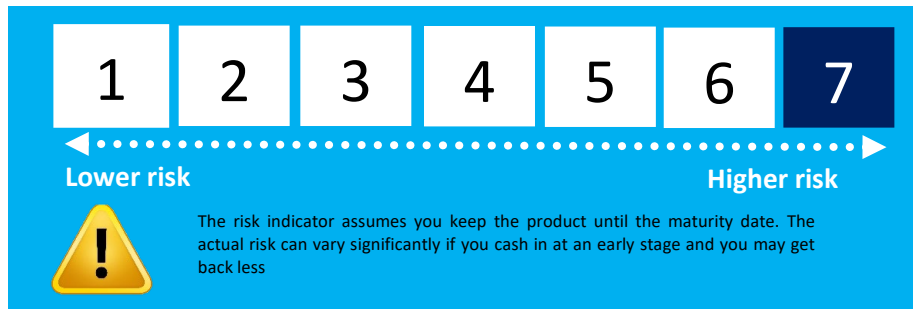 1 2 3 4 5 6 7
Lower risk Higher risk
!
The risk indicator assumes you keep the product until the maturity date. The
actual risk can vary significantly if you cash in at an early stage and you may get
back less